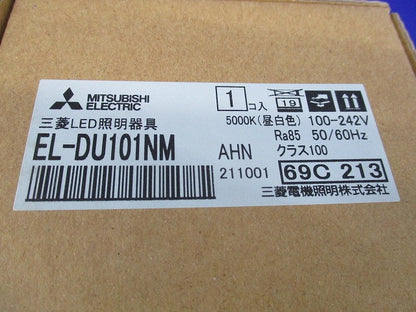 MITSUBISHI
ELECTRIC
1 コ入
19
三菱LED照明器具
5000K(昼白色) 100-242V
Ra85 50/60Hz
EL-DU101NM
AHN
クラス100
211001
69C 213
三菱電機照明株式会社